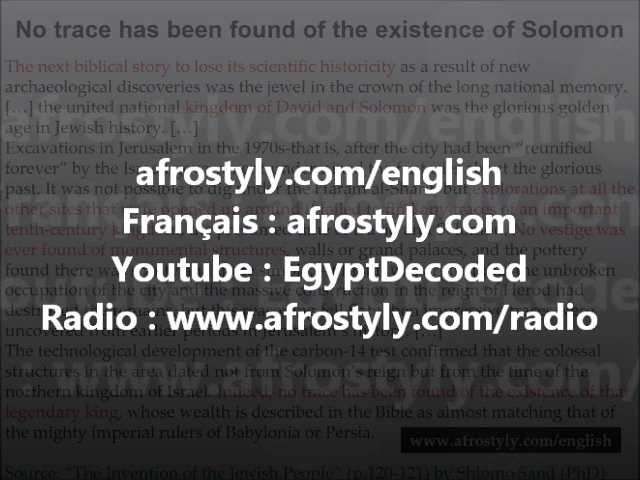 No trace has been found of the existence of Solomon
The next biblical story to lose its scientific historicity as a result of new
archaeological discoveries was the jewel in the crown of the long national memory.
[…] the united national kingdom of David and Solomon was the glorious golden
age in Jewish history. […]
Excavations in Jerusalem in the 1970s-that is, after the city had been "reunified
forever" by the
past. It was not possible to dig
explorations at all the
afrostyly.com/english
Français : afrostyly.com
Youtube : EgyptDecoded
Radio : www.afrostyly.com/radio
tenth-century
No vestige was
ever found of monumental structures, walls or grand palaces, and the pottery
found there was
unbroken
occupation of the city and the massive construction in the reign of Herod had
The technological development of the carbon-14 test confirmed that the colossal
structures in the area dated not from Solomon's reign but from the time of the
northern kingdom of Israel. Indeed, no trace has been found of the existence of that
legendary king, whose wealth is described in the Bible as almost matching that of
the mighty imperial rulers of Babylonia or Persia.
www.afrostyly.com/english
Source: "The Invention of the Jewish People" (p.120-121) by Shlomo Sand (PhD)